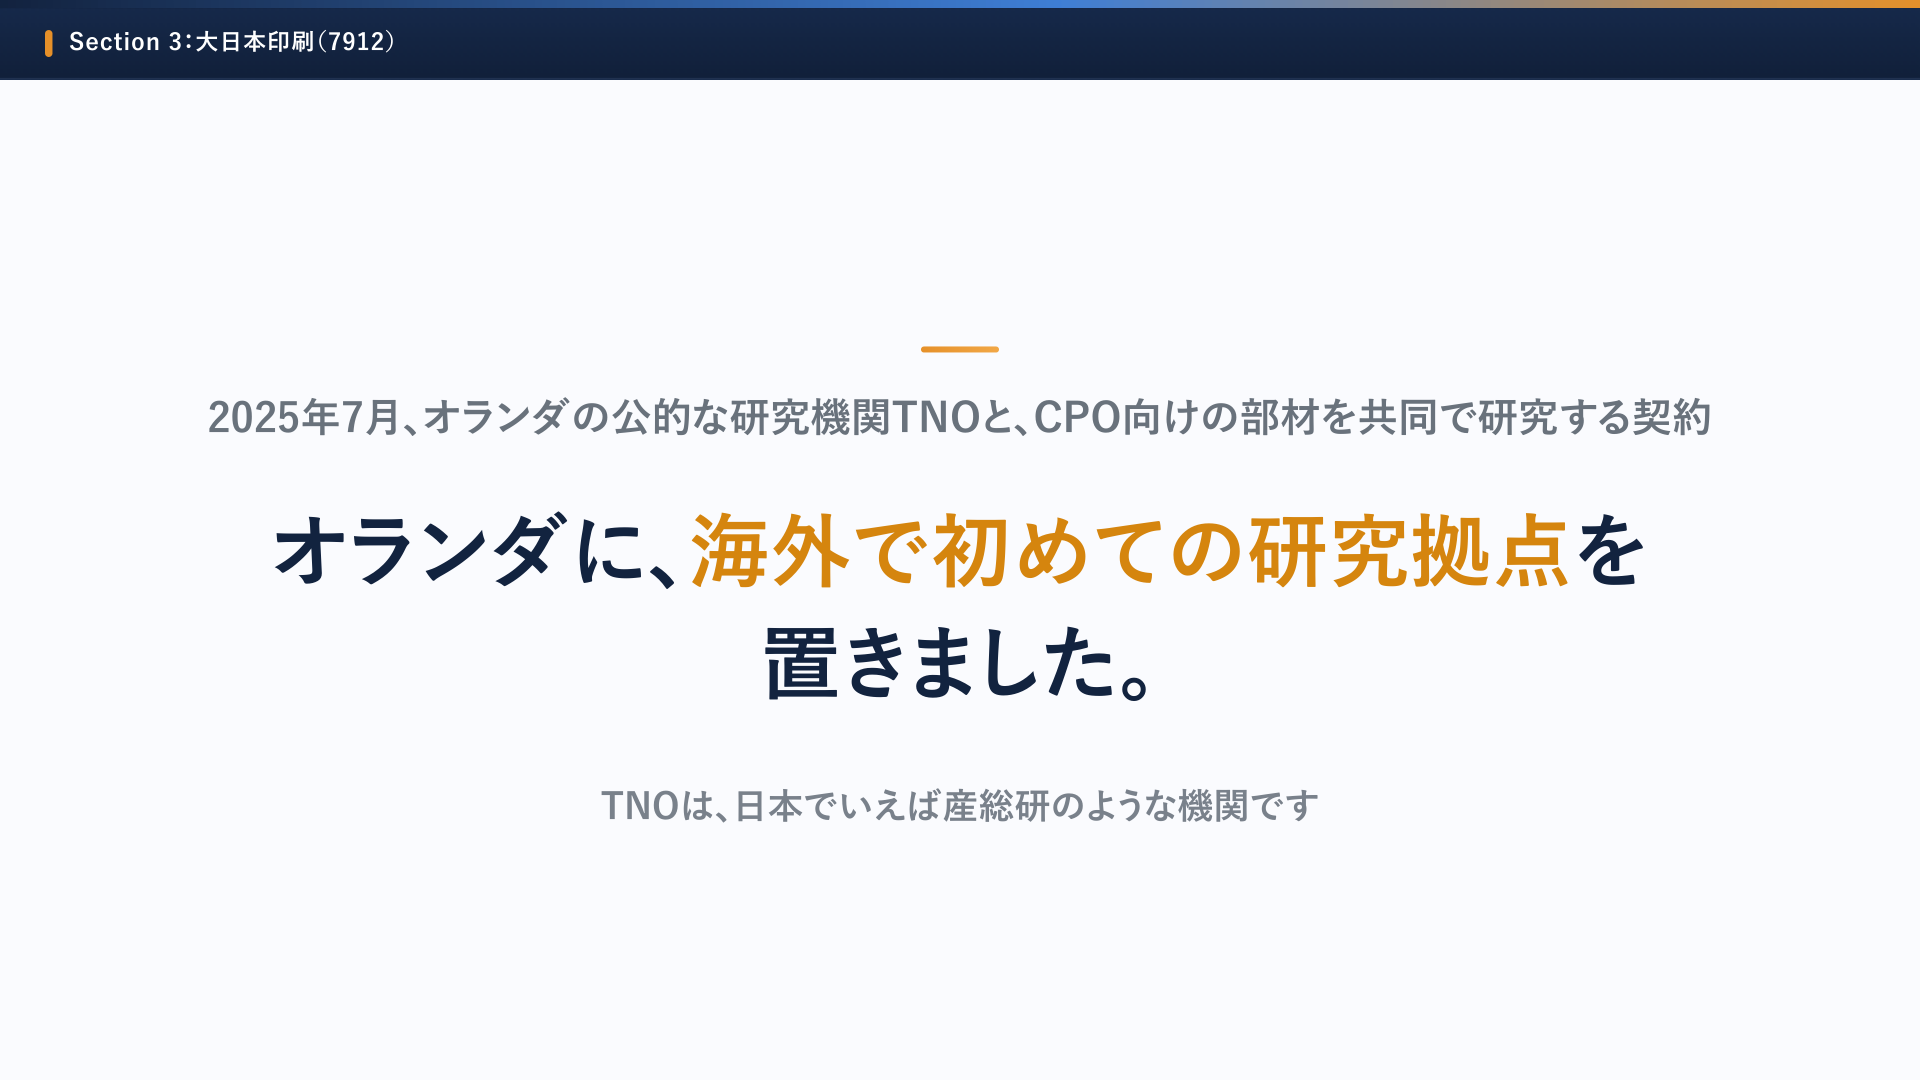 Section 3：大日本印刷（7912）
2025年7月、オランダの公的な研究機関TNOと、CPO向けの部材を共同で研究する契約
オランダに、海外で初めての研究拠点を
置きました。
TNOは、日本でいえば産総研のような機関です